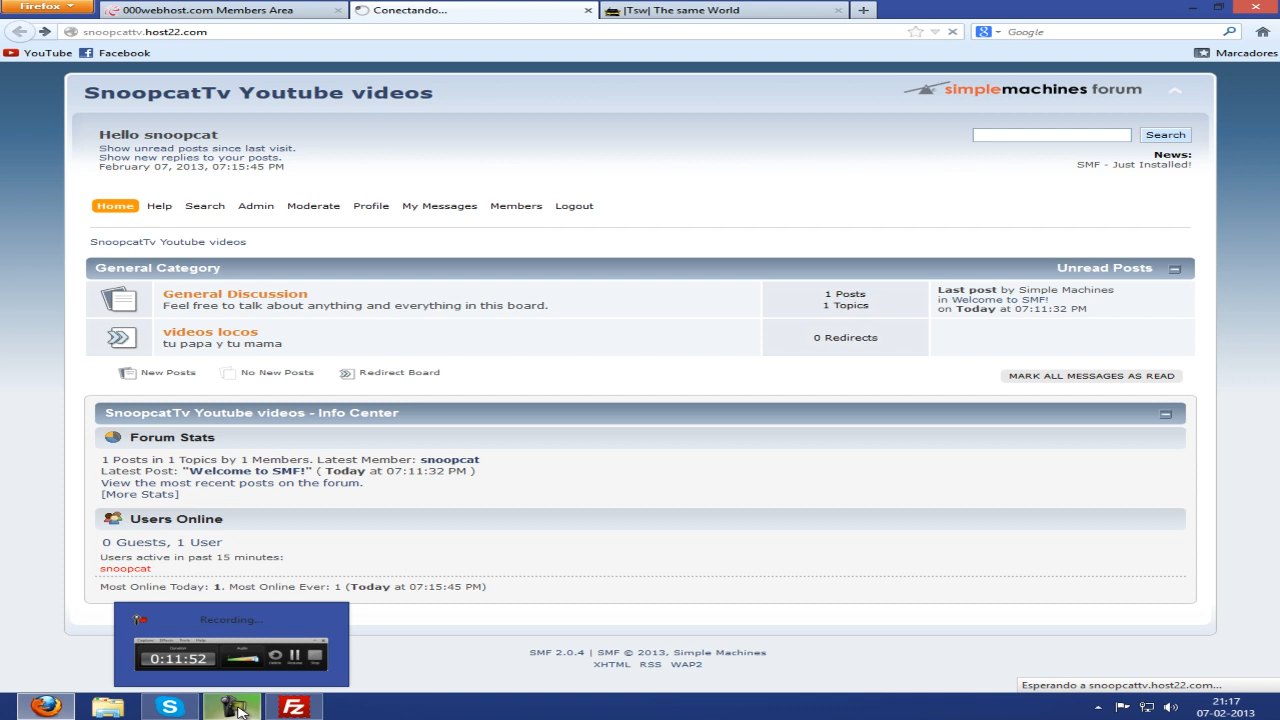 Firefox
000webhost.com Members Area
Conectando...
|Tsw| The same World
snoopcattv.host22.com
Google
YouTube
Facebook
Marcadores
SnoopcatTv Youtube videos
simplemachines forum
Hello snoopcat
Show unread posts since last visit.
Show new replies to your posts.
February 07, 2013, 07:15:45 PM
Search
News:
SMF - Just Installed!
Home Help Search Admin Moderate Profile My Messages Members Logout
SnoopcatTv Youtube videos
General Category
Unread Posts
General Discussion
Feel free to talk about anything and everything in this board.
1 Posts
1 Topics
Last post by Simple Machines
in Welcome to SMF!
on Today at 07:11:32 PM
videos locos
tu papa y tu mama
0 Redirects
New Posts
No New Posts
Redirect Board
MARK ALL MESSAGES AS READ
SnoopcatTv Youtube videos - Info Center
Forum Stats
1 Posts in 1 Topics by 1 Members. Latest Member: snoopcat
Latest Post: "Welcome to SMF!" ( Today at 07:11:32 PM )
View the most recent posts on the forum.
[More Stats]
Users Online
0 Guests, 1 User
Users active in past 15 minutes:
snoopcat
Most Online Today: 1. Most Online Ever: 1 (Today at 07:15:45 PM)
Recording...
Capture Effects Tools Help
Duration
Audio
0:11:52
Delete
Stop
SMF 2.0.4 | SMF © 2013, Simple Machines
XHTML RSS WAP2
Esperando a snoopcattv.host22.com...
21:17
07-02-2013